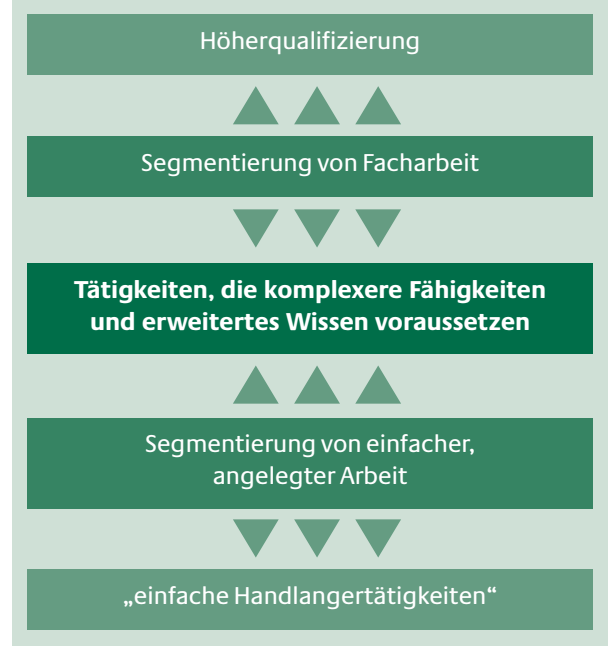 Höherqualifizierung
Segmentierung von Facharbeit
Tätigkeiten, die komplexere Fähigkeiten
und erweitertes Wissen voraussetzen
Segmentierung von einfacher,
angelegter Arbeit
„einfache Handlangertätigkeiten“